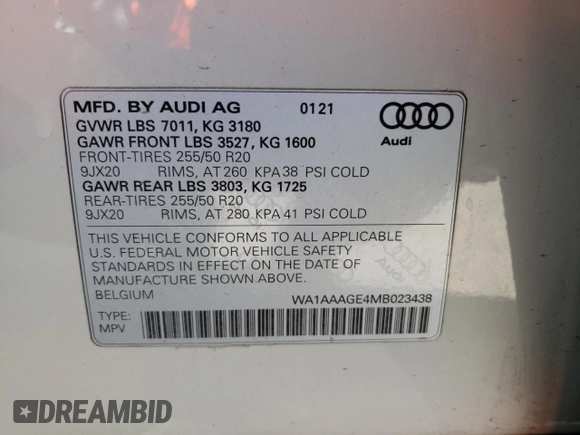 MFD. BY AUDI AG 0121
GVWR LBS 7011, KG 3180
GAWR FRONT LBS 3527, KG 1600
FRONT-TIRES 255/50 R20
9JX20 RIMS, AT 260 KPA 38 PSI COLD
GAWR REAR LBS 3803, KG 1725
REAR-TIRES 255/50 R20
9JX20 RIMS, AT 280 KPA 41 PSI COLD
Audi
THIS VEHICLE CONFORMS TO ALL APPLICABLE
U.S. FEDERAL MOTOR VEHICLE SAFETY
STANDARDS IN EFFECT ON THE DATE OF
MANUFACTURE SHOWN ABOVE.
BELGIUM WA1AAAGE4MB023438
TYPE:
MPV
Audi
DREAMBID